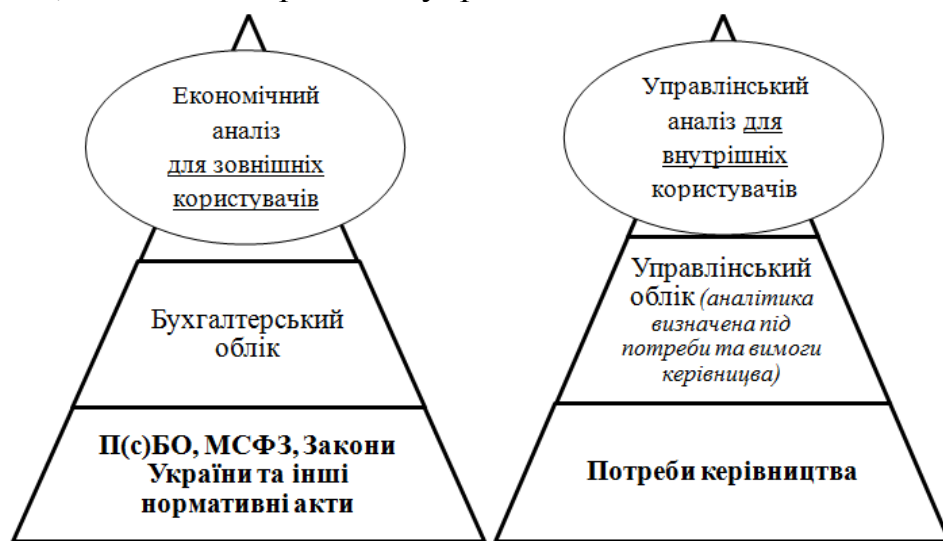 Економічний
аналіз
для зовнішніх
користувачів
Бухгалтерський
облік
П(с)БО, МСФЗ, Закони
України та інші
нормативні акти
Управлінський
аналіз для
внутрішніх
користувачів
Управлінський
облік (аналітика
визначена під
потреби та вимоги
керівництва)
Потреби керівництва